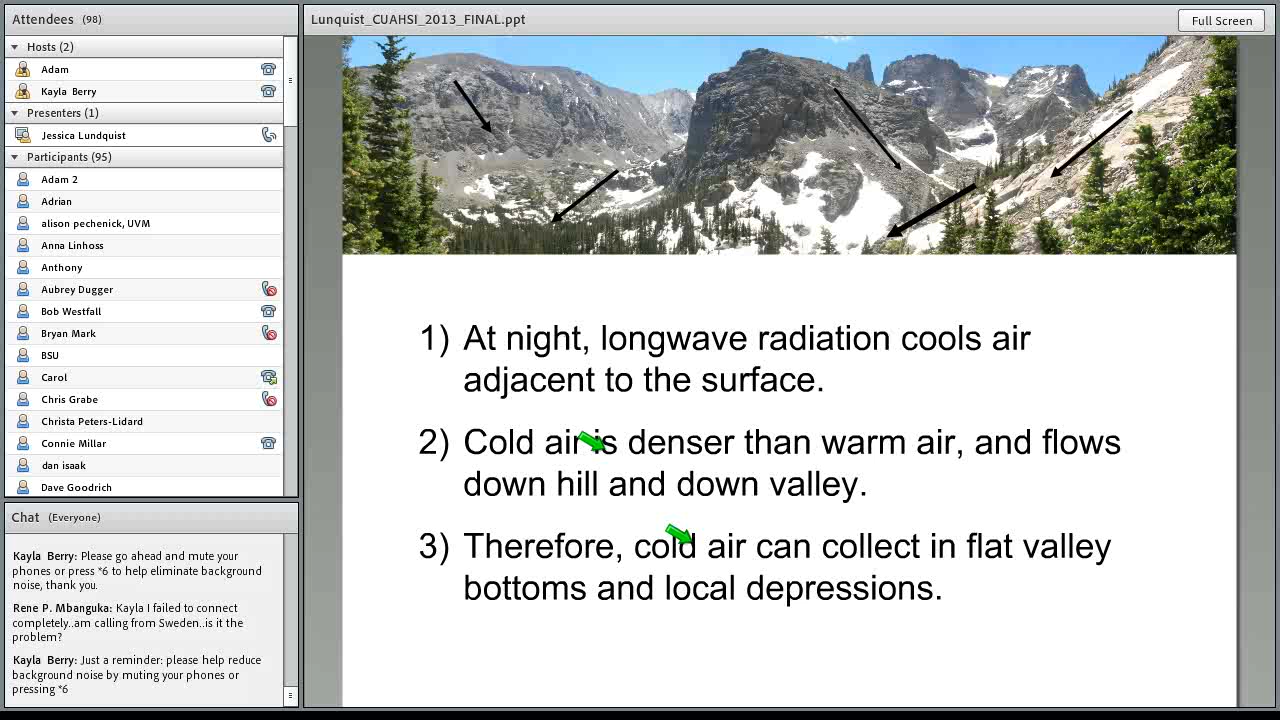 Attendees (98)
Hosts (2)
Adam
Kayla Berry
Presenters (1)
Jessica Lundquist
Participants (95)
Adam 2
Adrian
alison pechenick, UVM
Anna Linhoss
Anthony
Aubrey Dugger
Bob Westfall
Bryan Mark
BSU
Carol
Chris Grabe
Christa Peters-Lidard
Connie Millar
dan isaak
Dave Goodrich
Chat (Everyone)
Kayla Berry: Please go ahead and mute your
phones or press *6 to help eliminate background
noise, thank you.
Rene P. Mbanguka: Kayla I failed to connect
completely..am calling from Sweden..is it the
problem?
Kayla Berry: Just a reminder: please help reduce
background noise by muting your phones or
pressing *6
Lunquist_CUAHSI_2013_FINAL.ppt
Full Screen
1) At night, longwave radiation cools air
adjacent to the surface.
2) Cold air is denser than warm air, and flows
down hill and down valley.
3) Therefore, cold air can collect in flat valley
bottoms and local depressions.